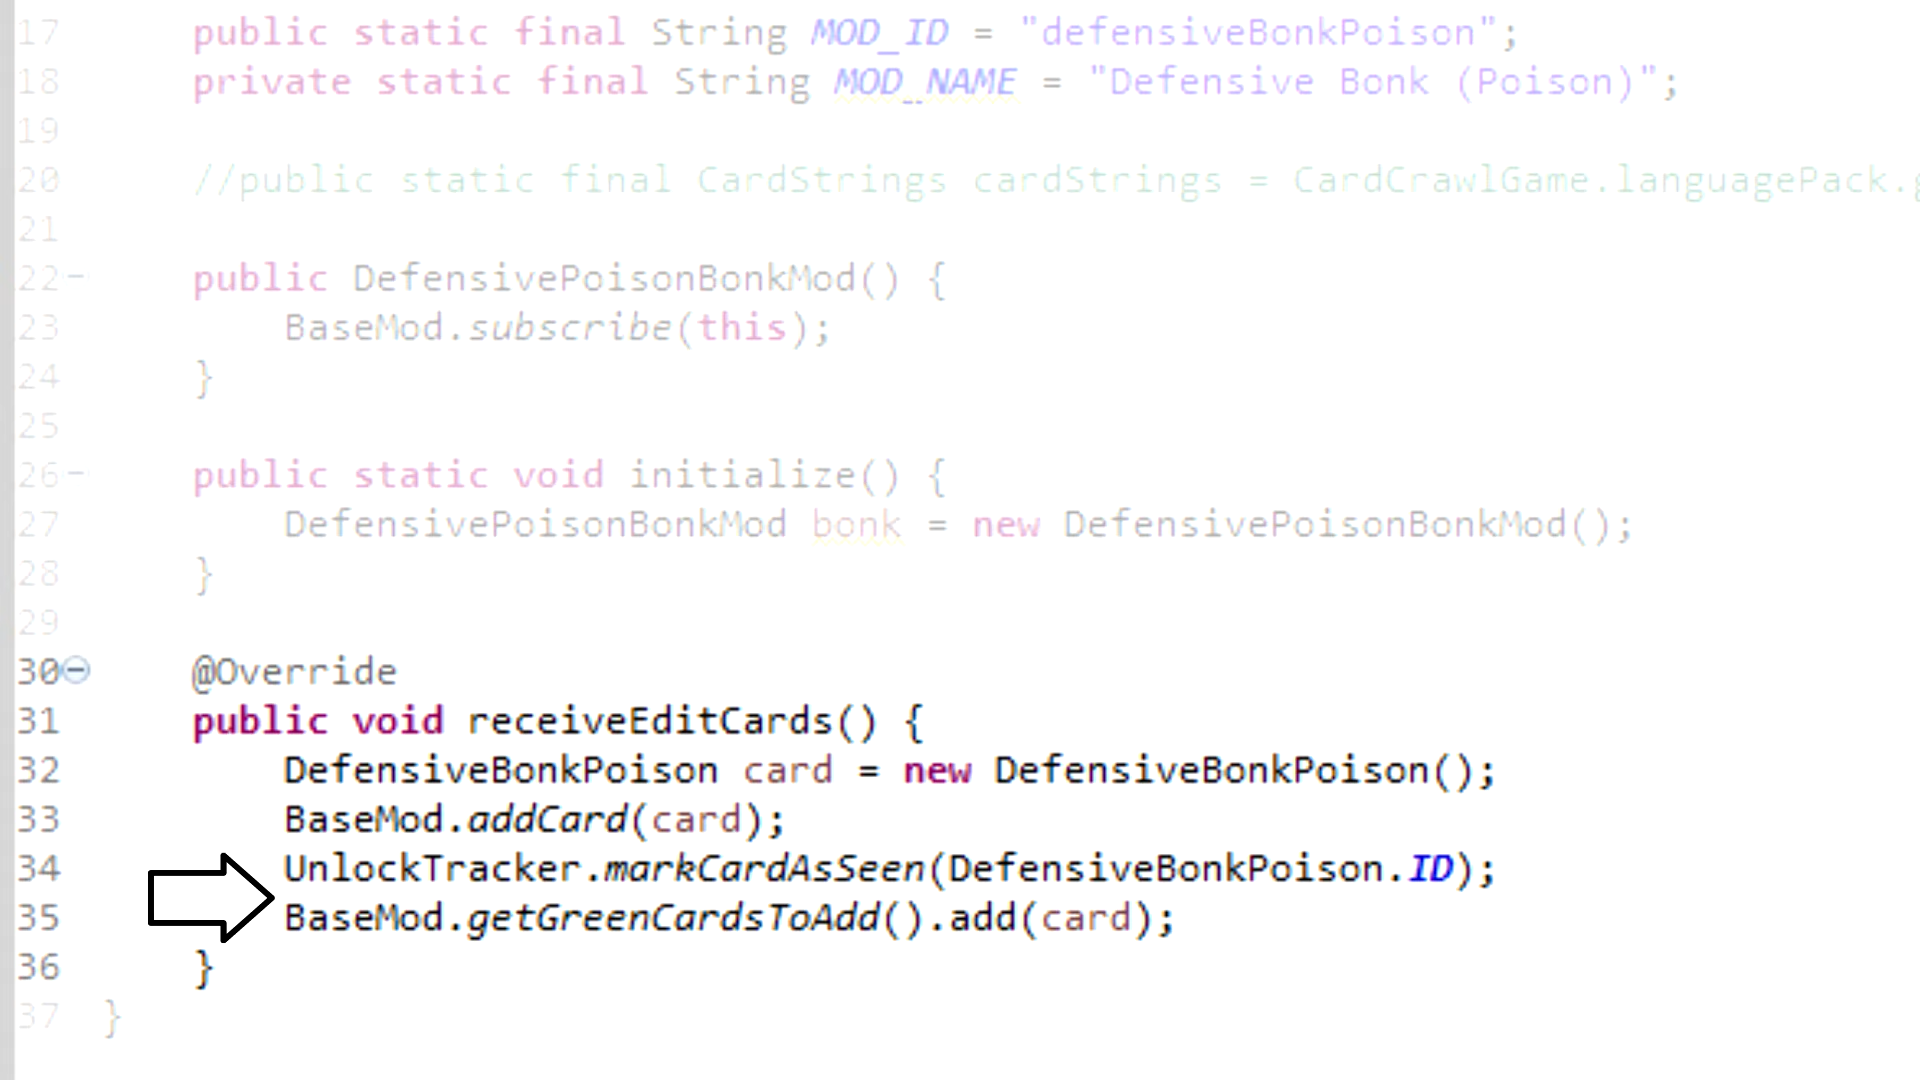 17 public static final String MOD_ID = "defensiveBonkPoison";
18 private static final String MOD_NAME = "Defensive Bonk (Poison)";
19
20 //public static final CardStrings cardStrings = CardCrawlGame.languagePack.g
21
22 public DefensivePoisonBonkMod() {
23 BaseMod.subscribe(this);
24 }
25
26 public static void initialize() {
27 DefensivePoisonBonkMod bonk = new DefensivePoisonBonkMod();
28 }
29
30 @Override
31 public void receiveEditCards() {
32 DefensiveBonkPoison card = new DefensiveBonkPoison();
33 BaseMod.addCard(card);
34 UnlockTracker.markCardAsSeen(DefensiveBonkPoison.ID);
35 BaseMod.getGreenCardsToAdd().add(card);
36 }
37 }